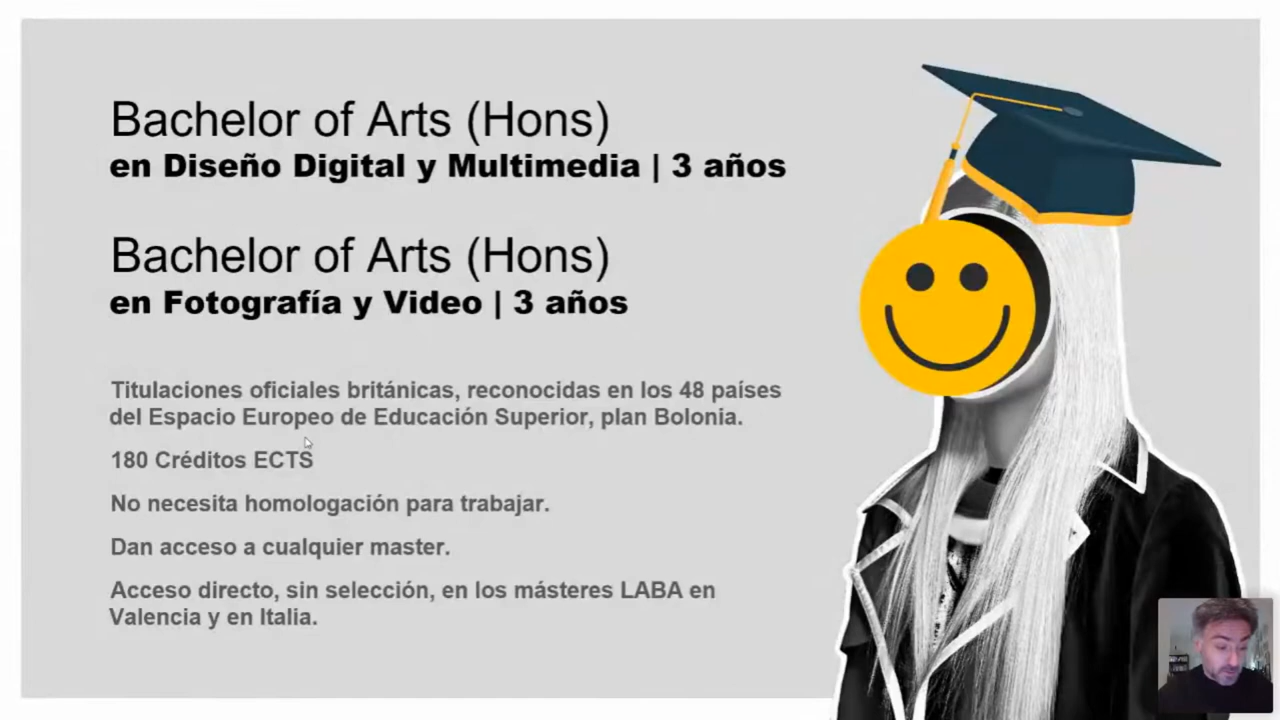 Bachelor of Arts (Hons)
en Diseño Digital y Multimedia | 3 años
Bachelor of Arts (Hons)
en Fotografía y Video | 3 años
Titulaciones oficiales británicas, reconocidas en los 48 países
del Espacio Europeo de Educación Superior, plan Bolonia.
180 Créditos ECTS
No necesita homologación para trabajar.
Dan acceso a cualquier master.
Acceso directo, sin selección, en los másteres LABA en
Valencia y en Italia.